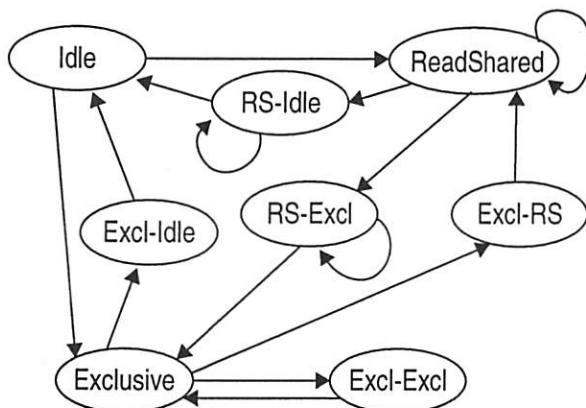 Idle
ReadShared
RS-Idle
RS-Excl
Excl-RS
Excl-Idle
Exclusive
Excl-Excl